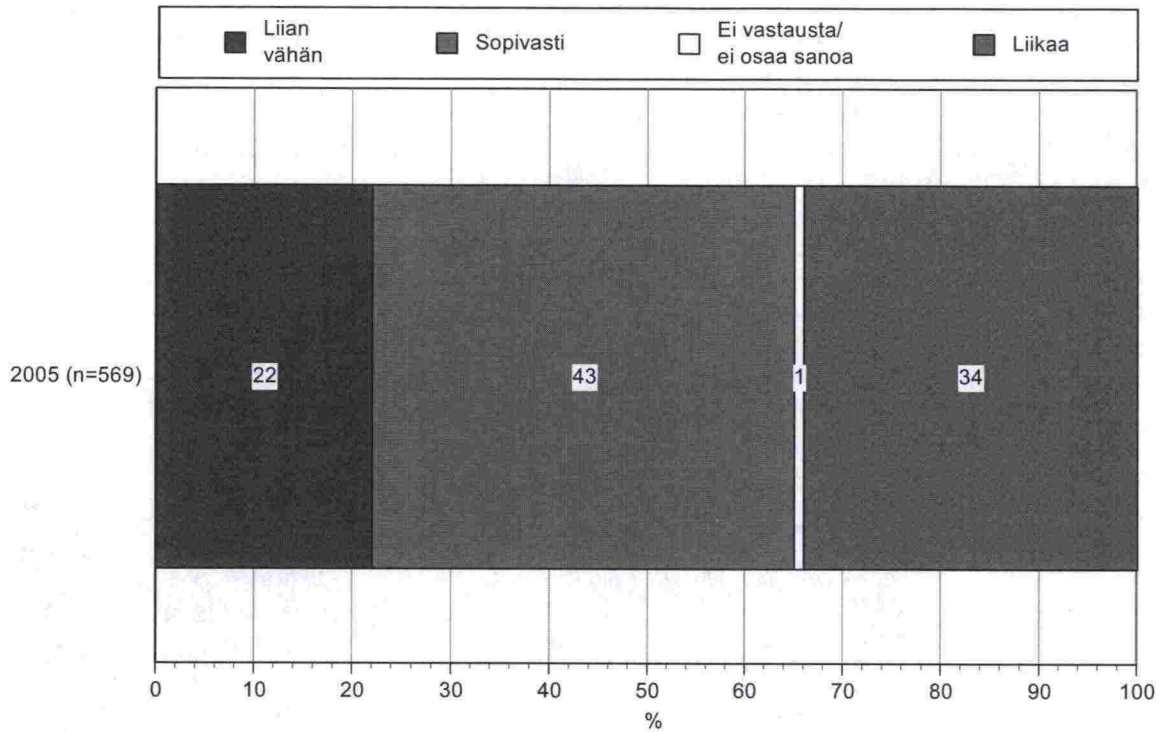 Liian
vähän
Sopivasti
Ei vastausta/
ei osaa sanoa
Liikaa
2005 (n=569)
22
43
1
34
0 10 20 30 40 50 60 70 80 90 100
%